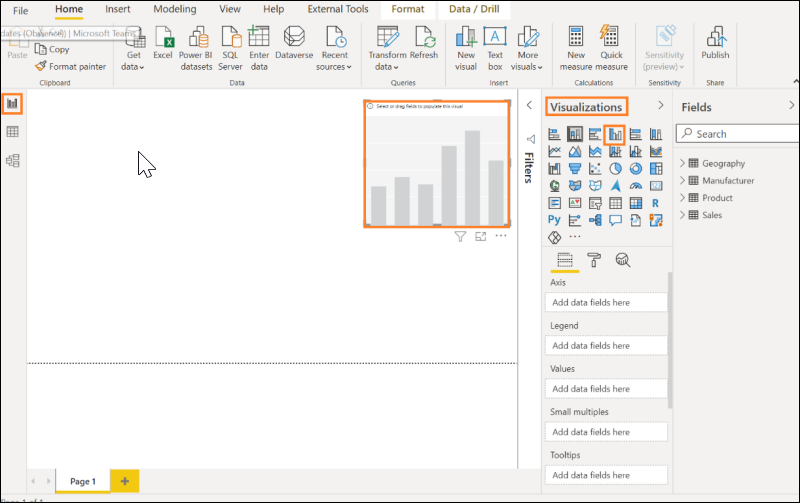 File Home Insert Modeling View Help External Tools Format Data / Drill
dates (Observer) | Microsoft Teams
Paste
Copy
Format painter
Get data
Excel
Power BI datasets
SQL Server
Enter data
Dataverse
Recent sources
Transform data
Refresh
New visual
Text box
More visuals
New measure
Quick measure
Sensitivity (preview)
Publish
Clipboard Data Queries Insert Calculations Sensitivity Share
Select or drag fields to populate this visual
Filters
Visualizations
R
Py
Axis
Add data fields here
Legend
Add data fields here
Values
Add data fields here
Small multiples
Add data fields here
Tooltips
Add data fields here
Fields
Search
Geography
Manufacturer
Product
Sales
Page 1
Page 1 of 1